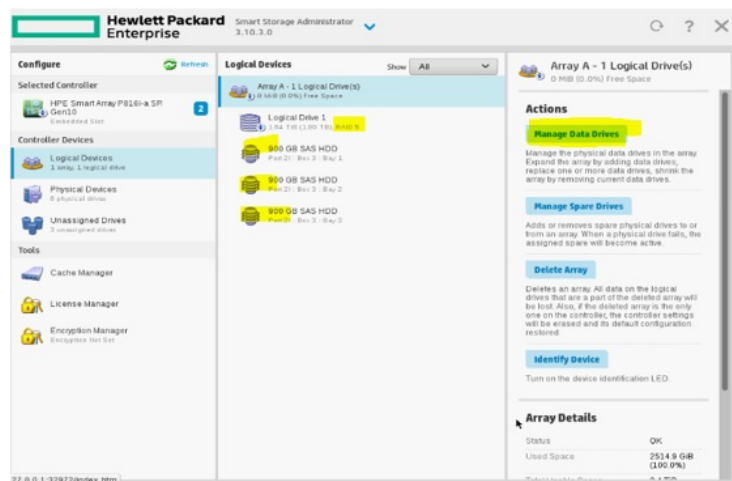 Hewlett Packard
Enterprise
Smart Storage Administrator
3.10.3.0
Configure
Refresh
Selected Controller
HPE Smart Array P816i-a SR
Gen10
Embedded Slot
2
Controller Devices
Logical Devices
1 array, 1 logical drive
Physical Devices
8 physical drives
Unassigned Drives
3 unassigned drives
Tools
Cache Manager
License Manager
Encryption Manager
Encryption Not Set
Logical Devices
Show All
Array A - 1 Logical Drive(s)
0 MiB (0.0%) Free Space
Logical Drive 1
RAID 5
900 GB SAS HDD
Box 3 : Bay 1
900 GB SAS HDD
Box 3 : Bay 2
900 GB SAS HDD
Box 3 : Bay 3
Array A - 1 Logical Drive(s)
0 MiB (0.0%) Free Space
Actions
Manage Data Drives
Manage the physical data drives in the array.
Expand the array by adding data drives,
replace one or more data drives, shrink the
array by removing current data drives.
Manage Spare Drives
Adds or removes spare physical drives to or
from an array. When a physical drive fails, the
assigned spare will become active.
Delete Array
Deletes an array. All data on the logical
drives that are a part of the deleted array will
be lost. Also, if the deleted array is the only
one on the controller, the controller settings
will be erased and its default configuration
restored.
Identify Device
Turn on the device identification LED.
Array Details
Status OK
Used Space 2514.9 GiB
(100.0%)